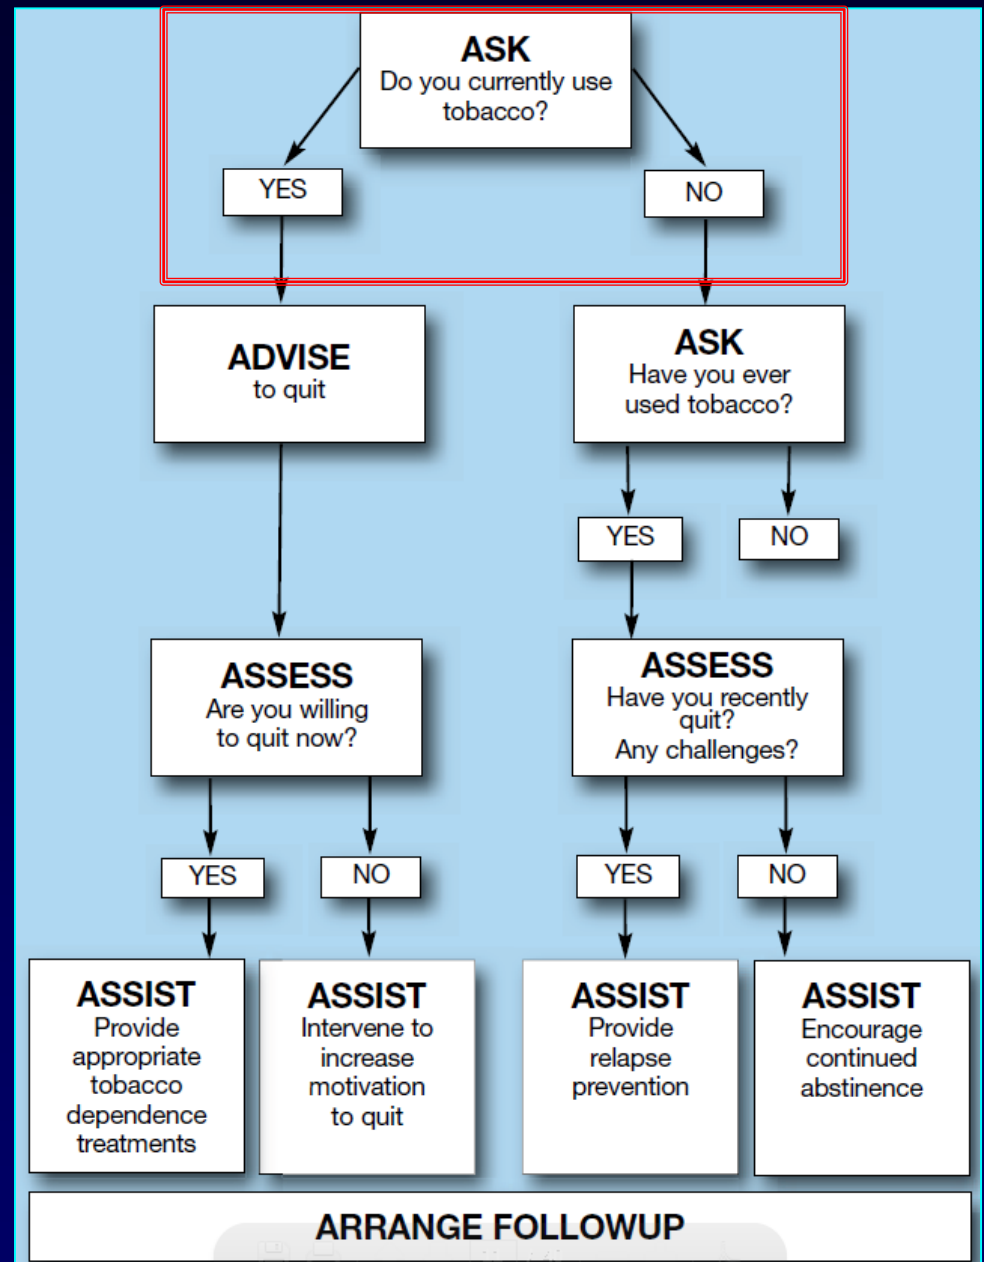 ASK
Do you currently use
tobacco?
YES
NO
ADVISE
to quit
ASK
Have you ever
used tobacco?
YES
NO
ASSESS
Are you willing
to quit now?
ASSESS
Have you recently
quit?
Any challenges?
YES
NO
YES
NO
ASSIST
Provide
appropriate
tobacco
dependence
treatments
ASSIST
Intervene to
increase
motivation
to quit
ASSIST
Provide
relapse
prevention
ASSIST
Encourage
continued
abstinence
ARRANGE FOLLOWUP